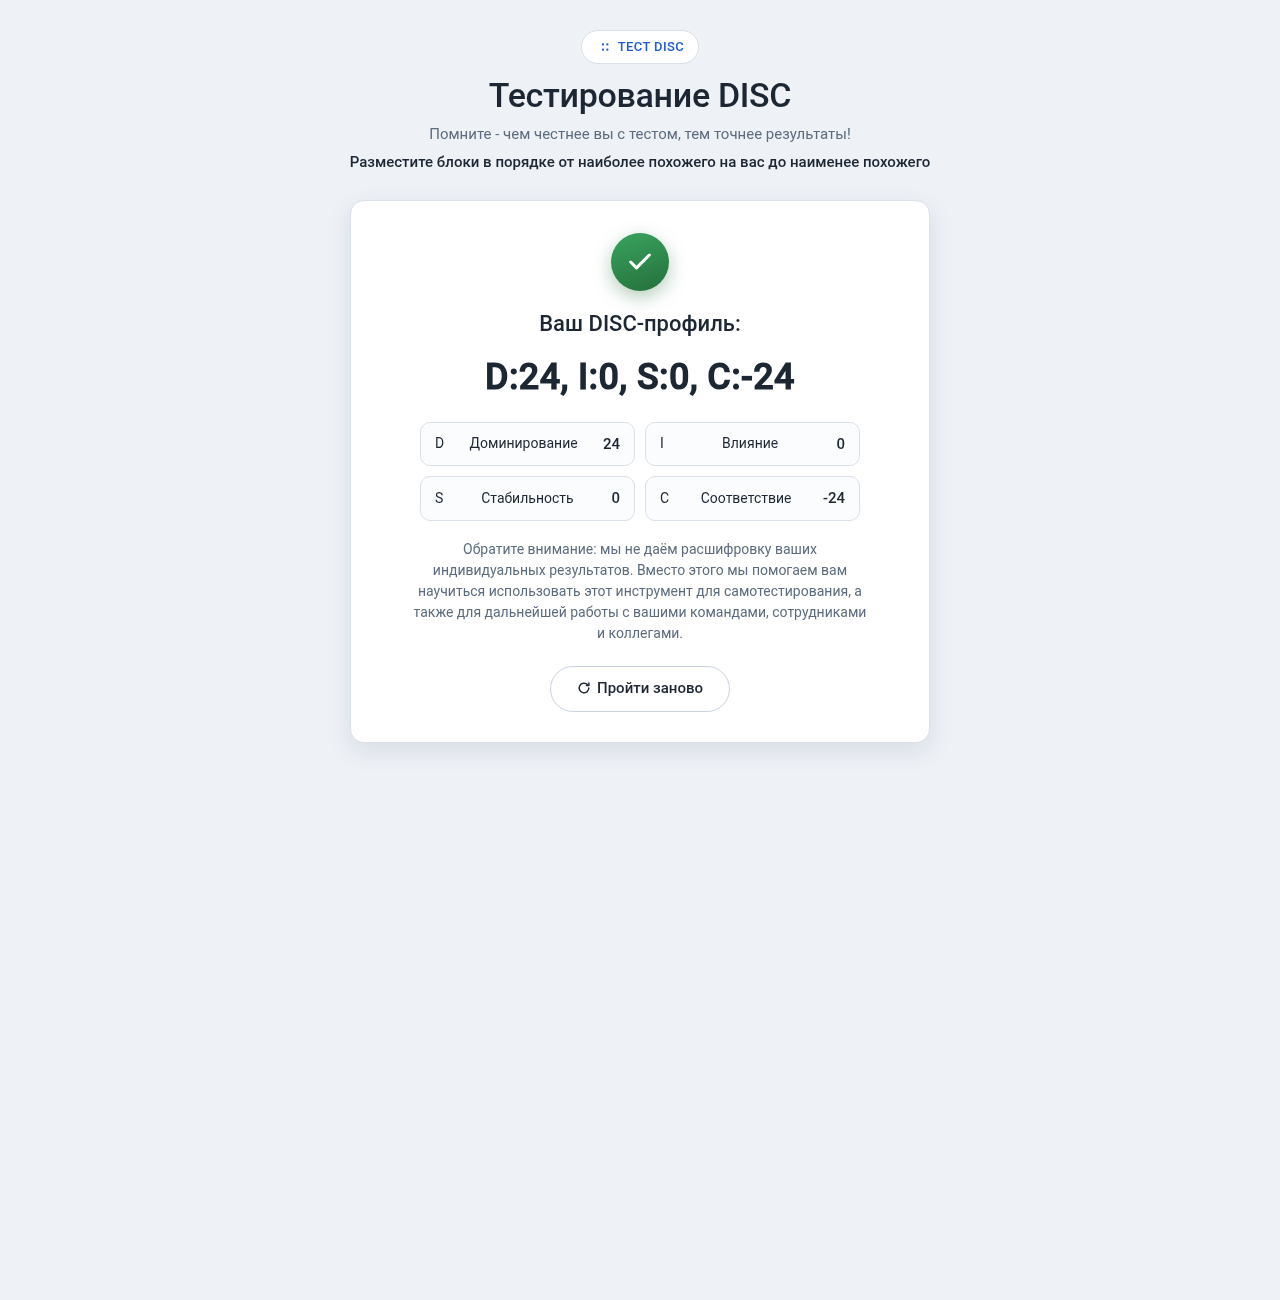 ТЕСТ DISC
Тестирование DISC
Помните - чем честнее вы с тестом, тем точнее результаты!
Разместите блоки в порядке от наиболее похожего на вас до наименее похожего
Ваш DISC-профиль:
D:24, I:0, S:0, C:-24
D Доминирование 24
I Влияние 0
S Стабильность 0
C Соответствие -24
Обратите внимание: мы не даём расшифровку ваших
индивидуальных результатов. Вместо этого мы помогаем вам
научиться использовать этот инструмент для самотестирования, а
также для дальнейшей работы с вашими командами, сотрудниками
и коллегами.
Пройти заново